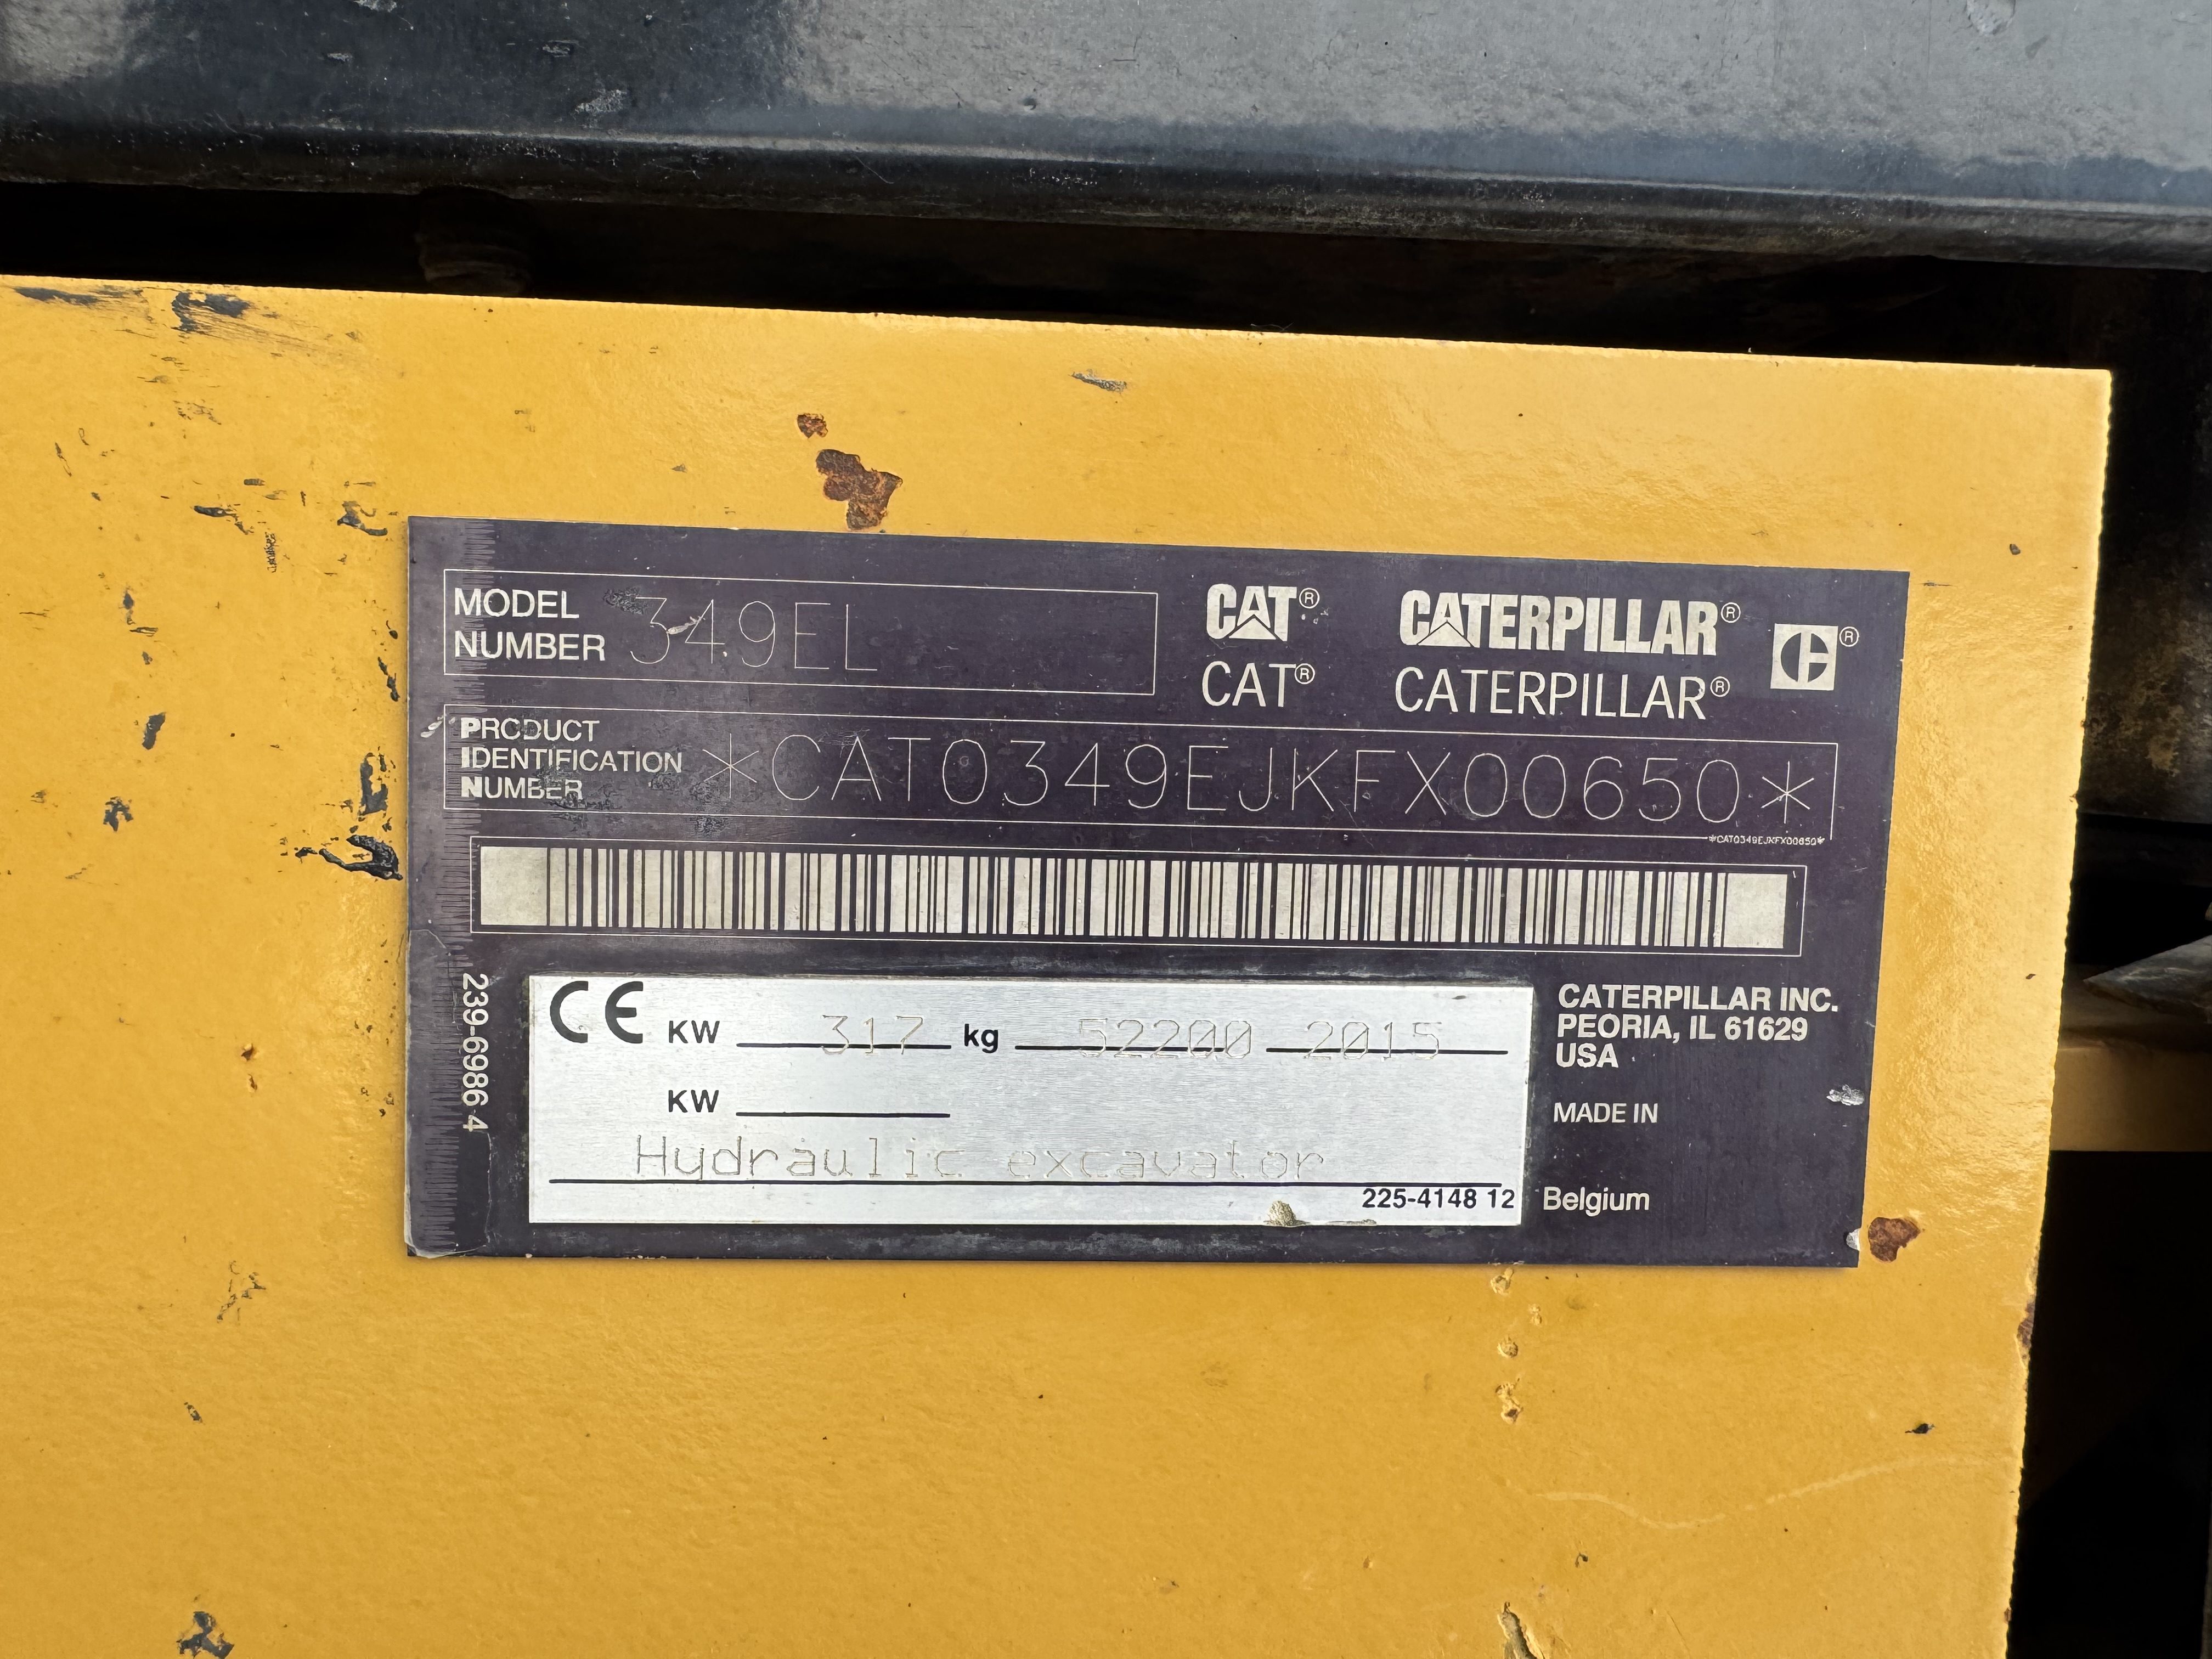 MODEL
NUMBER 349EL
CAT® CATERPILLAR® ®
CAT® CATERPILLAR®
PRODUCT
IDENTIFICATION
NUMBER
*CAT0349EJKFX00650*
*CAT0349EJKFX00650*
239-6986 4
CE KW 317 kg 52200 2015
KW
Hydraulic excavator
225-4148 12
CATERPILLAR INC.
PEORIA, IL 61629
USA
MADE IN
Belgium